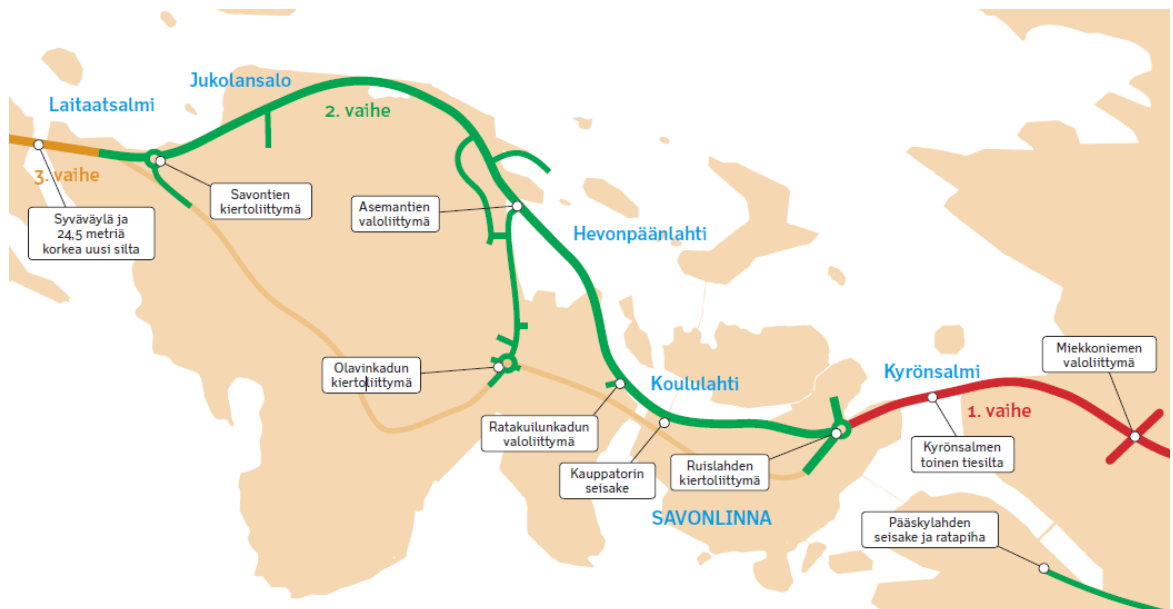 Jukolansalo
Laitaatsalmi
2. vaihe
3. vaihe
Savontien
kiertoliittymä
Asemantien
valoliittymä
Syväväylä ja
24,5 metriä
korkea uusi silta
Hevonpäänlahti
Olavinkadun
kiertoliittymä
Koululahti
Kyrönsalmi
Miekkoniemen
valoliittymä
1. vaihe
Ratakuilunkadun
valoliittymä
Kauppatorin
seisake
Ruislahden
kiertoliittymä
Kyrönsalmen
toinen tiesilta
SAVONLINNA
Pääskylahden
seisake ja ratapiha